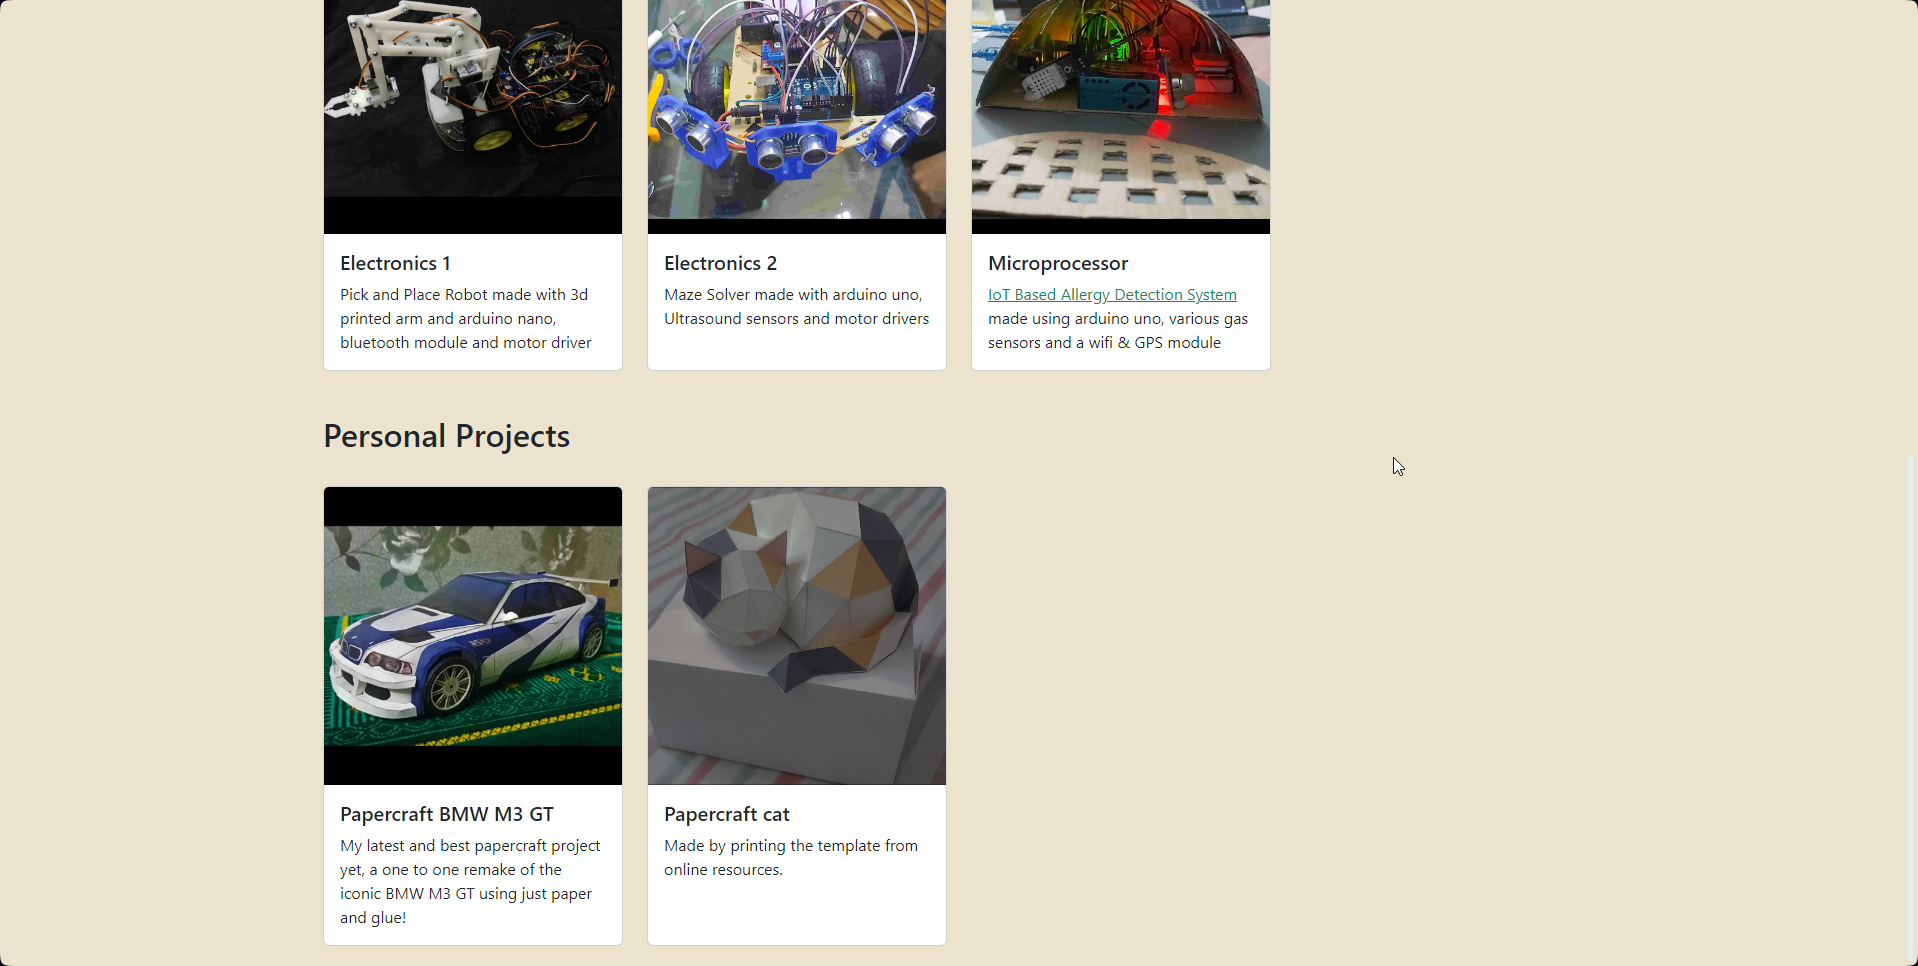 Electronics 1
Pick and Place Robot made with 3d
printed arm and arduino nano,
bluetooth module and motor driver
Electronics 2
Maze Solver made with arduino uno,
Ultrasound sensors and motor drivers
Microprocessor
IoT Based Allergy Detection System
made using arduino uno, various gas
sensors and a wifi & GPS module
Personal Projects
Papercraft BMW M3 GT
My latest and best papercraft project
yet, a one to one remake of the
iconic BMW M3 GT using just paper
and glue!
Papercraft cat
Made by printing the template from
online resources.